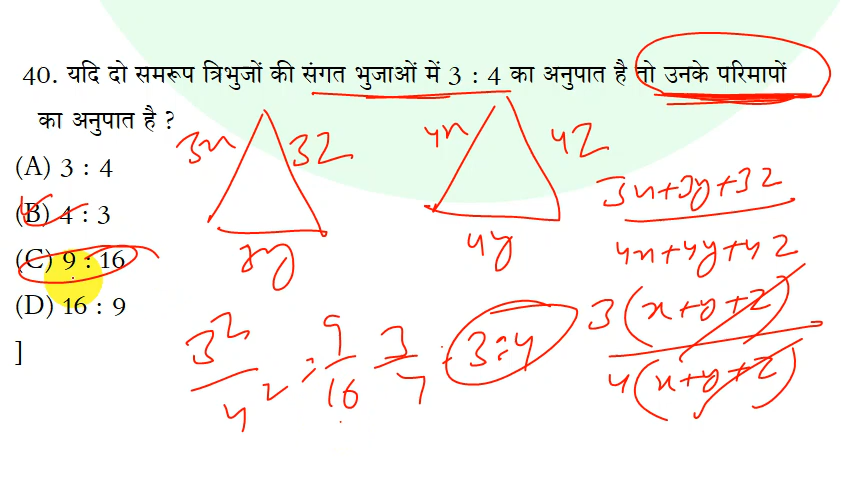 40. यदि दो समरूप त्रिभुजों की संगत भुजाओं में 3 : 4 का अनुपात है तो उनके परिमापों
का अनुपात है ?
(A) 3 : 4
(B) 4 : 3
(C) 9 : 16
(D) 16 : 9
]
3x 3z
4x 4z
4y
3x+3y+3z
4x+4y+4z
3(x+y+z)
4(x+y+z)
3² 9 3 3:4
4² 16 4